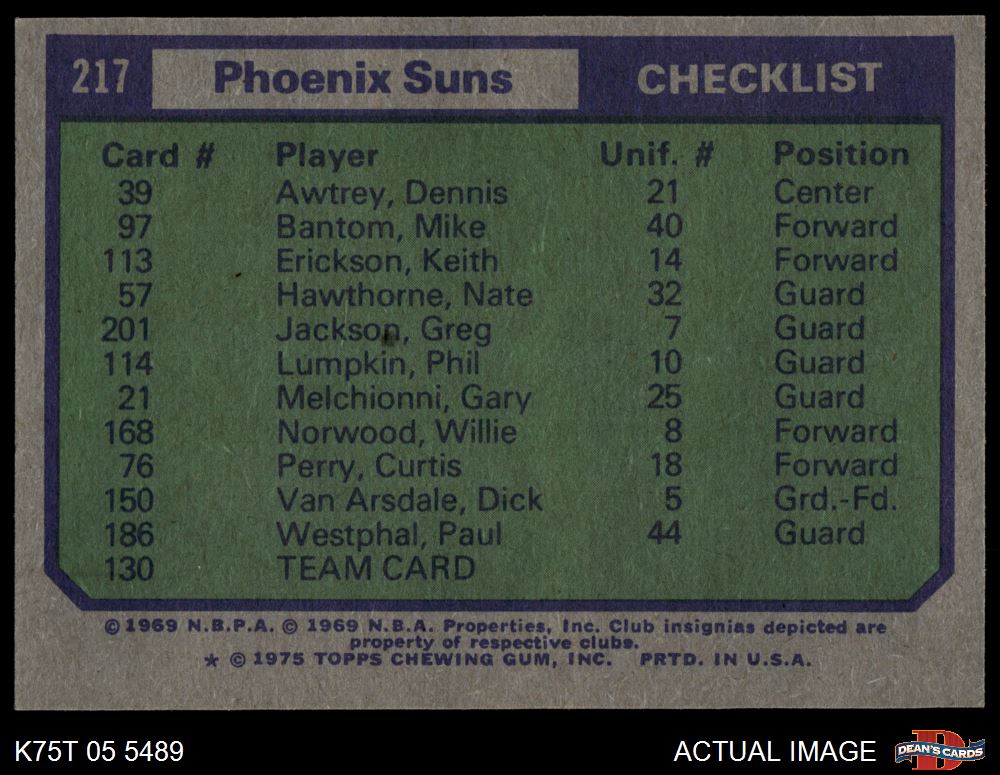 217 Phoenix Suns CHECKLIST
Card # Player Unif. # Position
39 Awtrey, Dennis 21 Center
97 Bantom, Mike 40 Forward
113 Erickson, Keith 14 Forward
57 Hawthorne, Nate 32 Guard
201 Jackson, Greg 7 Guard
114 Lumpkin, Phil 10 Guard
21 Melchionni, Gary 25 Guard
168 Norwood, Willie 8 Forward
76 Perry, Curtis 18 Forward
150 Van Arsdale, Dick 5 Grd.-Fd.
186 Westphal, Paul 44 Guard
130 TEAM CARD
© 1969 N.B.P.A. © 1969 N.B.A. Properties, Inc. Club insignias depicted are
property of respective clubs.
* © 1975 TOPPS CHEWING GUM, INC. PRTD. IN U.S.A.
K75T 05 5489 ACTUAL IMAGE D DEAN'S CARDS